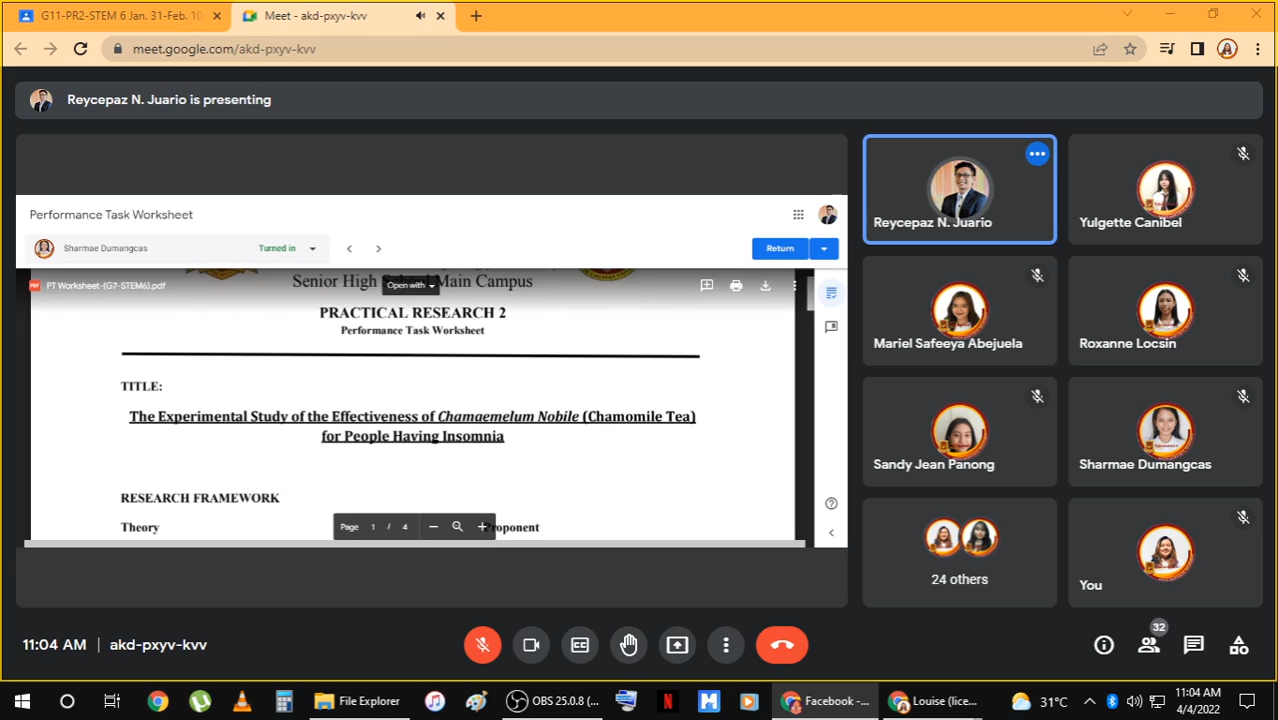 G11-PR2-STEM 6 Jan. 31-Feb. 10
Meet - akd-pxyv-kvv
meet.google.com/akd-pxyv-kvv
Reycepaz N. Juario is presenting
Performance Task Worksheet
Sharmae Dumangcas
Turned in
Return
Senior High School Main Campus
PT Worksheet-(G7-STEM6).pdf
Open with
PRACTICAL RESEARCH 2
Performance Task Worksheet
TITLE:
The Experimental Study of the Effectiveness of Chamaemelum Nobile (Chamomile Tea)
for People Having Insomnia
RESEARCH FRAMEWORK
Theory
Proponent
Page 1 / 4
Reycepaz N. Juario
Yulgette Canibel
Mariel Safeeya Abejuela
Roxanne Locsin
Sandy Jean Panong
Sharmae Dumangcas
24 others
You
11:04 AM | akd-pxyv-kvv
32
File Explorer
OBS 25.0.8 (...
Facebook -...
Louise (lice...
31°C
11:04 AM
4/4/2022